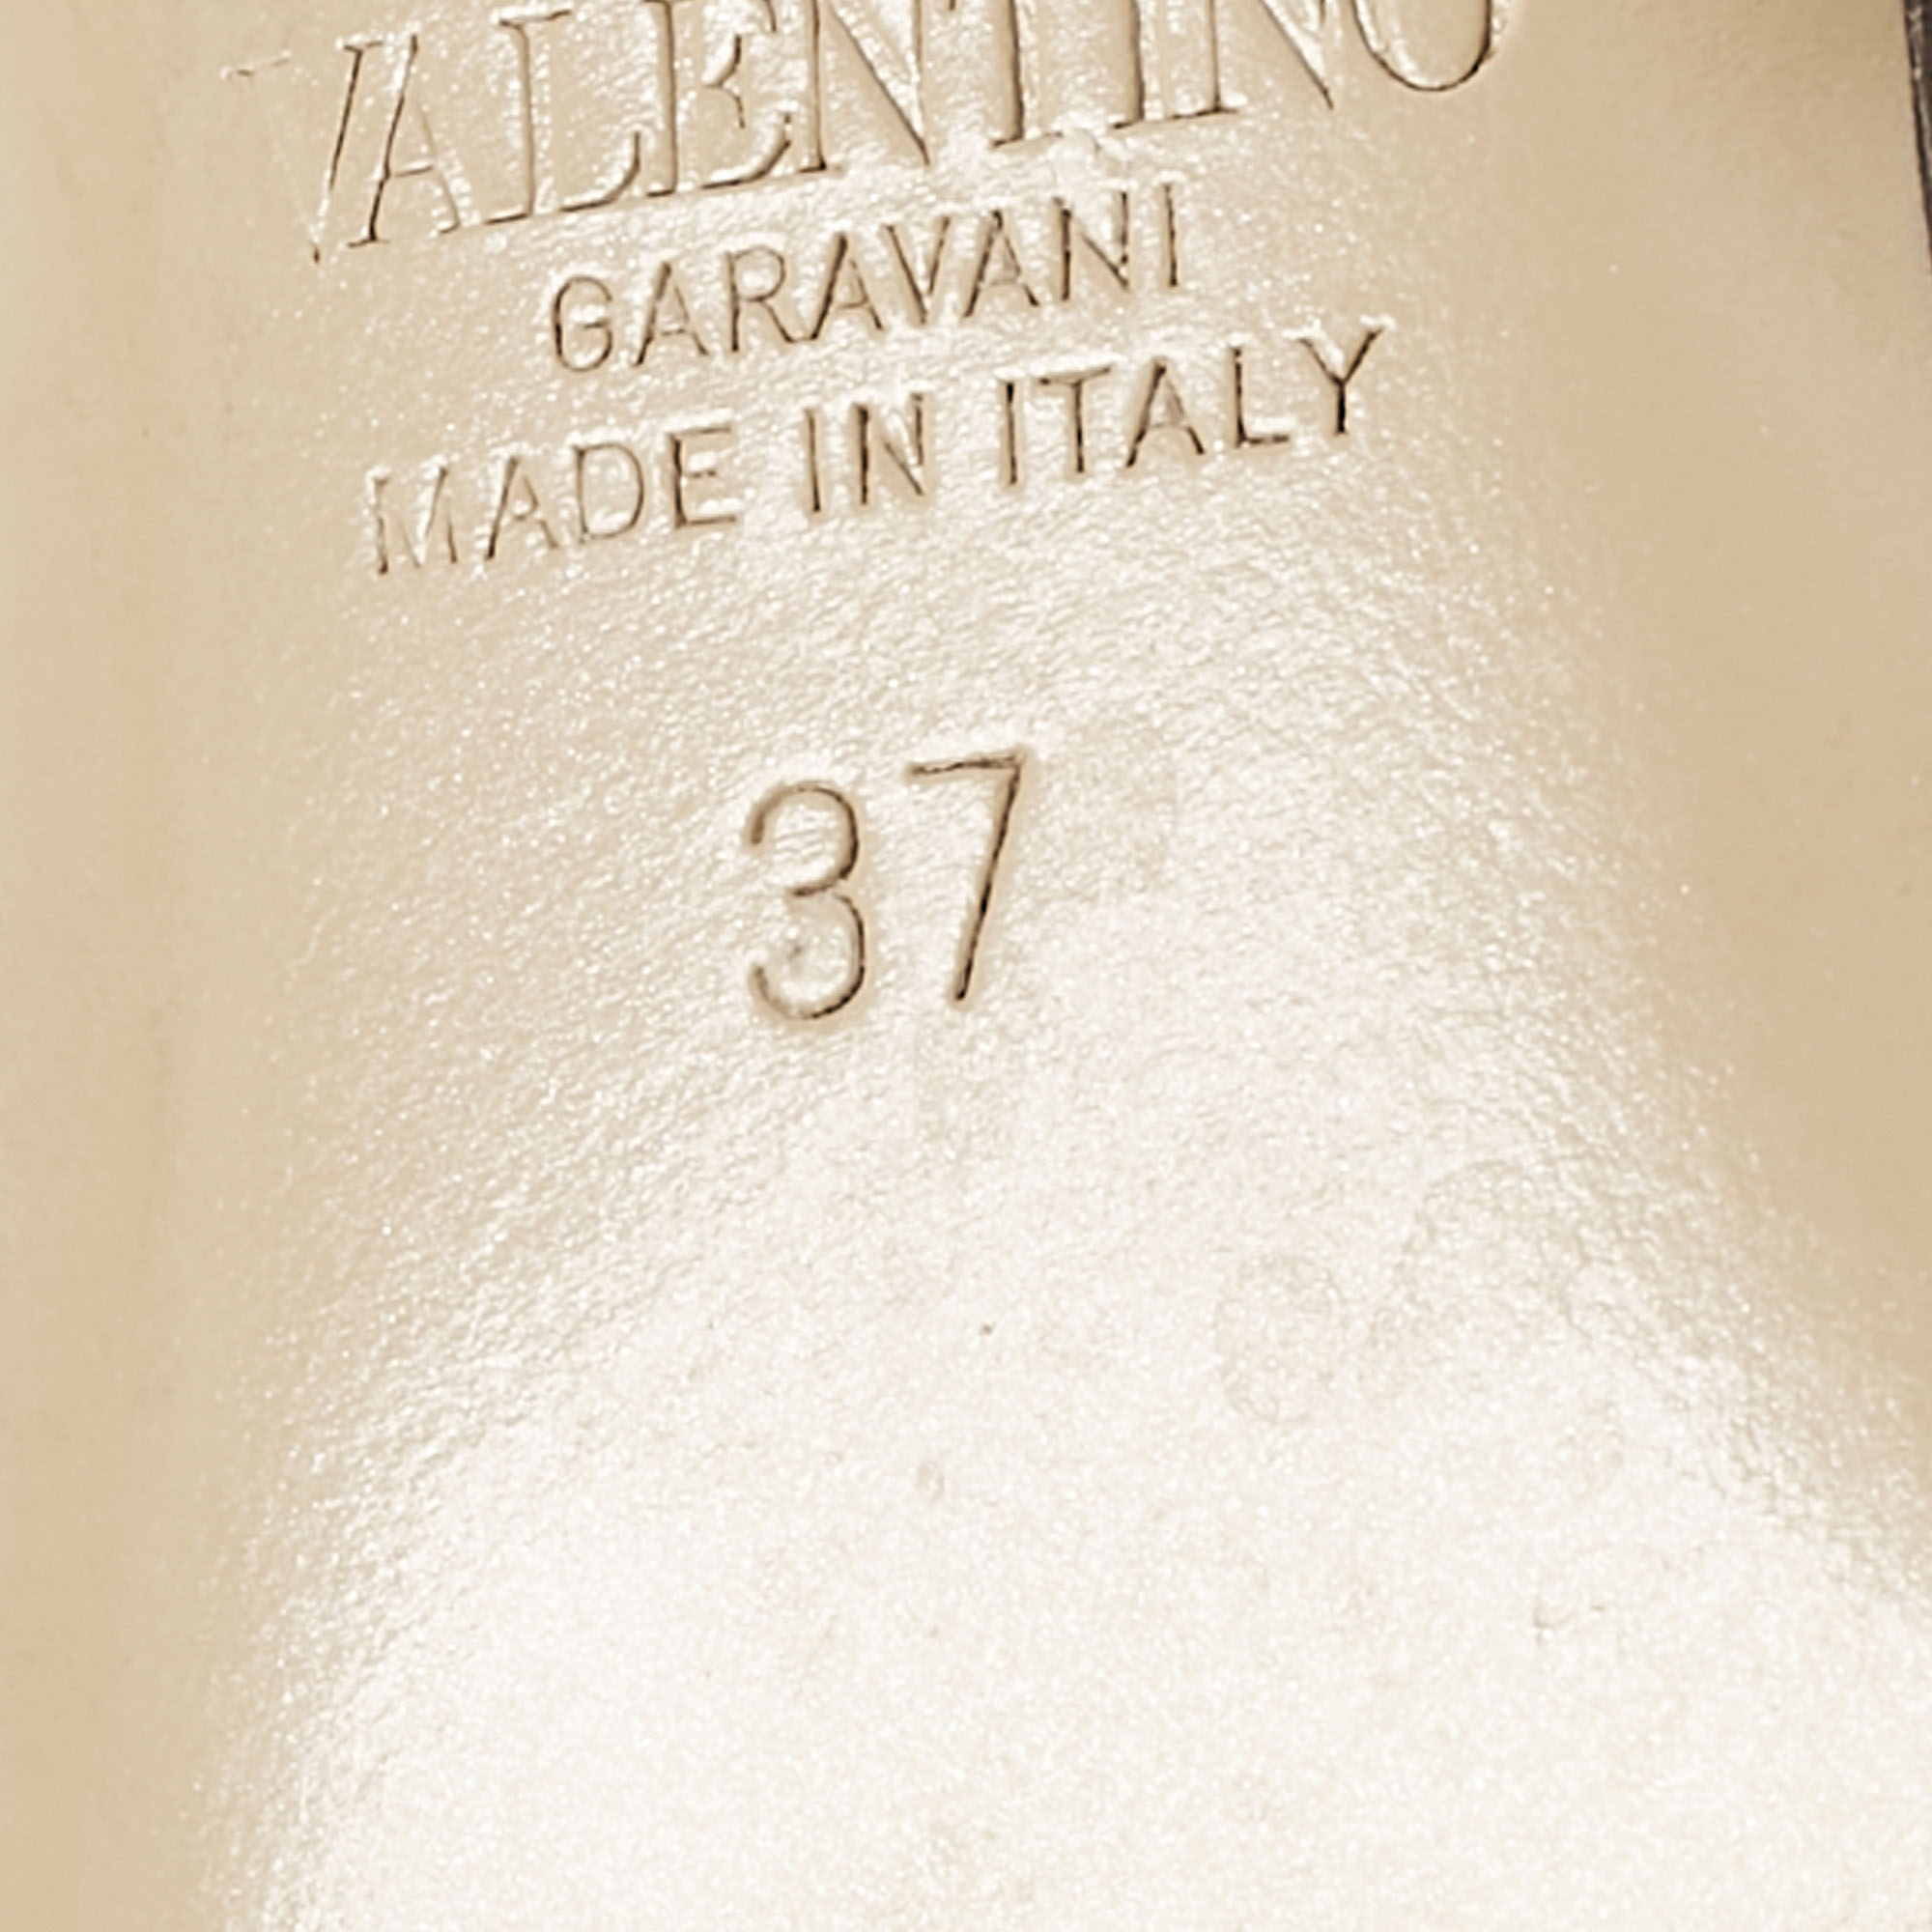 VALENTINO
GARAVANI
MADE IN ITALY
37